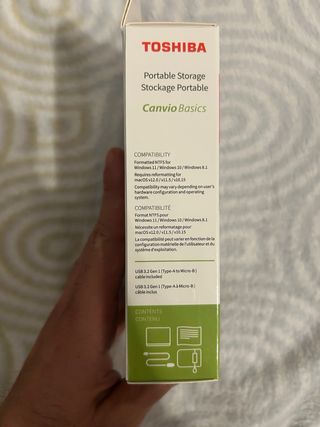 TOSHIBA
Portable Storage
Stockage Portable
Canvio Basics
COMPATIBILITY
Formatted NTFS for
Windows 11 / Windows 10 / Windows 8.1
Requires reformatting for
macOS v12.0 / v11.5 / v10.15
Compatibility may vary depending on user's
hardware configuration and operating
system.
COMPATIBILITÉ
Format NTFS pour
Windows 11 / Windows 10 / Windows 8.1
Nécessite un reformatage pour
macOS v12.0 / v11.5 / v10.15
La compatibilité peut varier en fonction de la
configuration matérielle de l'utilisateur et du
système d'exploitation.
USB 3.2 Gen 1 (Type-A to Micro-B)
cable included
USB 3.2 Gen 1 (Type-A à Micro-B)
câble inclus
CONTENTS
CONTENU